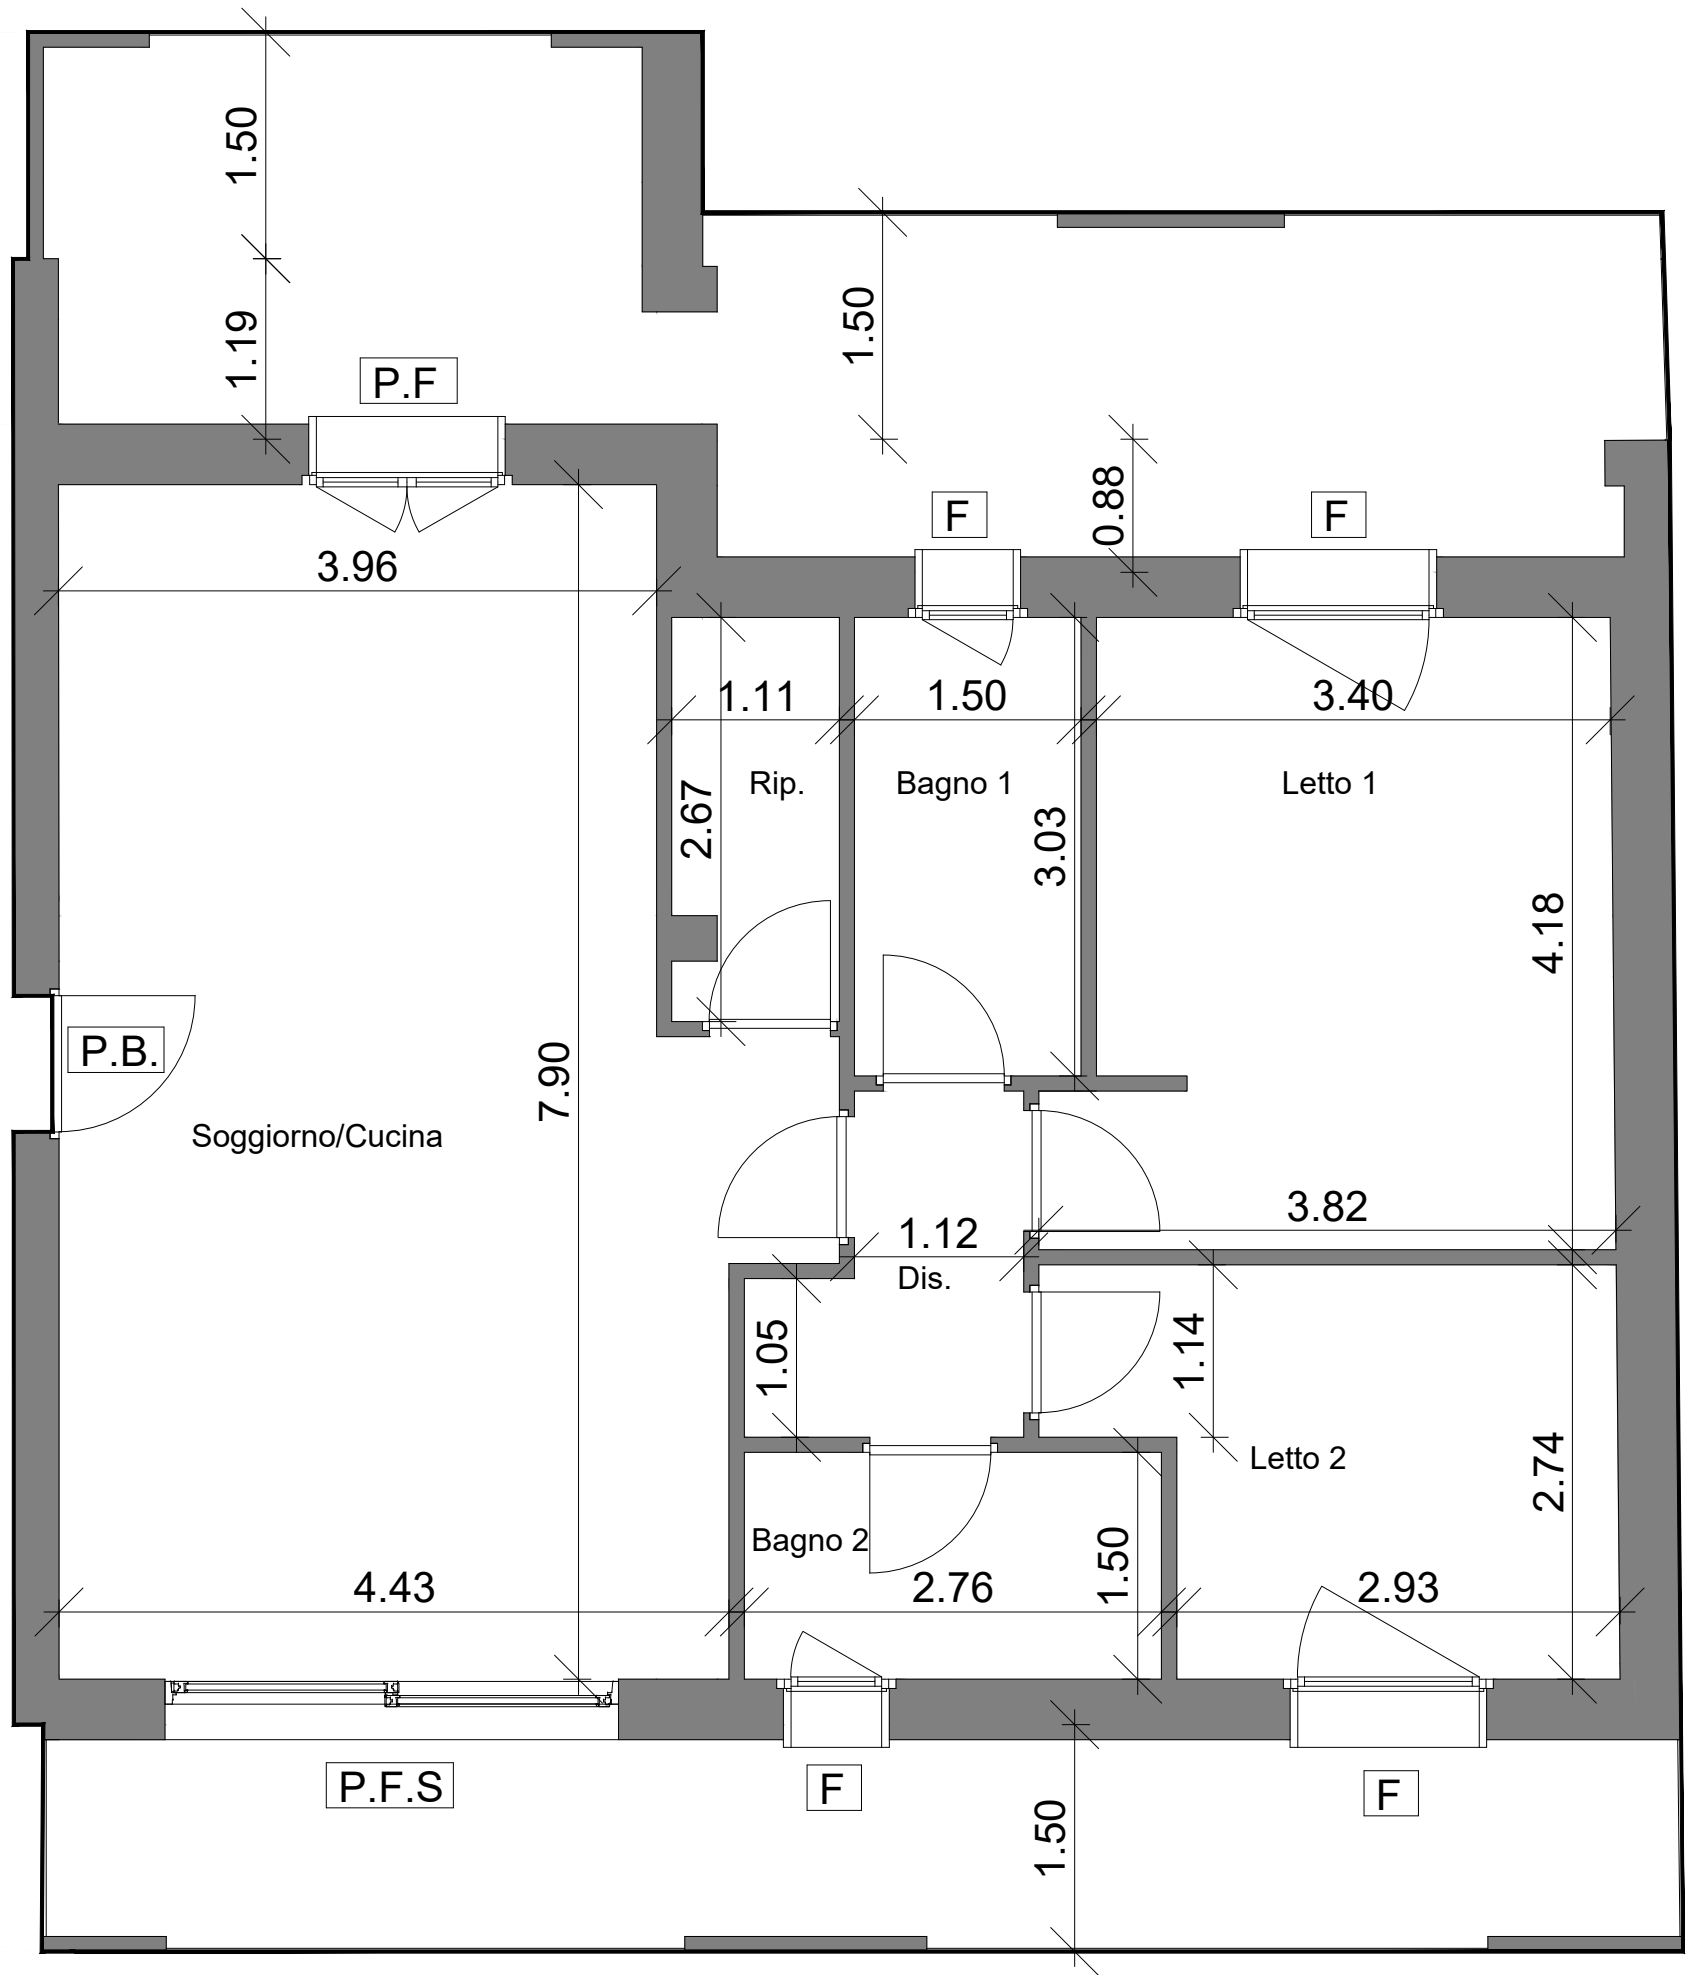 1.50
1.19
P.F
1.50
0.88
F
F
3.96
1.11
1.50
3.40
Rip.
Bagno 1
Letto 1
2.67
3.03
4.18
P.B.
7.90
Soggiorno/Cucina
3.82
1.12
Dis.
1.05
1.14
Letto 2
2.74
Bagno 2
1.50
4.43
2.76
2.93
P.F.S
F
F
1.50